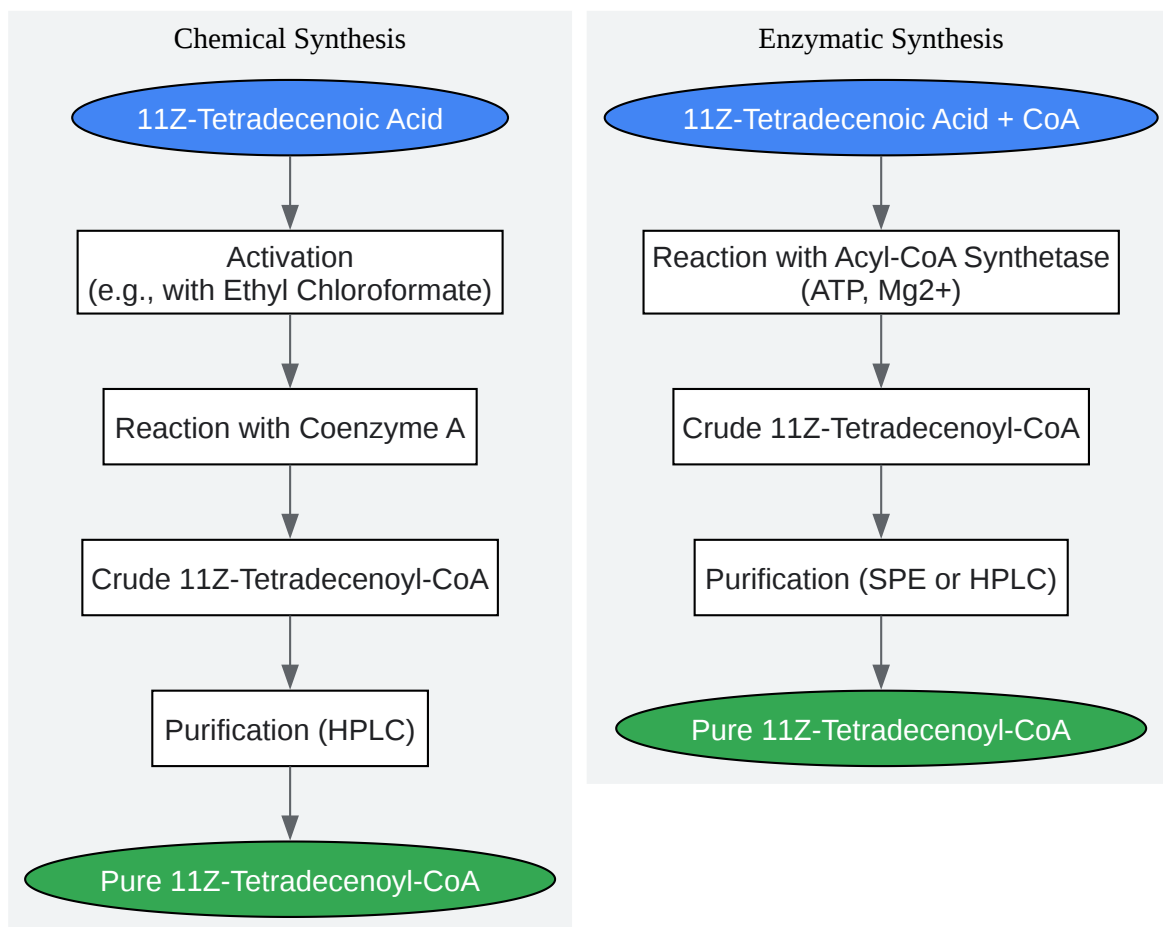 Chemical Synthesis
11Z-Tetradecenoic Acid
Activation
(e.g., with Ethyl Chloroformate)
Reaction with Coenzyme A
Crude 11Z-Tetradecenoyl-CoA
Purification (HPLC)
Pure 11Z-Tetradecenoyl-CoA
Enzymatic Synthesis
11Z-Tetradecenoic Acid + CoA
Reaction with Acyl-CoA Synthetase
(ATP, Mg2+)
Crude 11Z-Tetradecenoyl-CoA
Purification (SPE or HPLC)
Pure 11Z-Tetradecenoyl-CoA